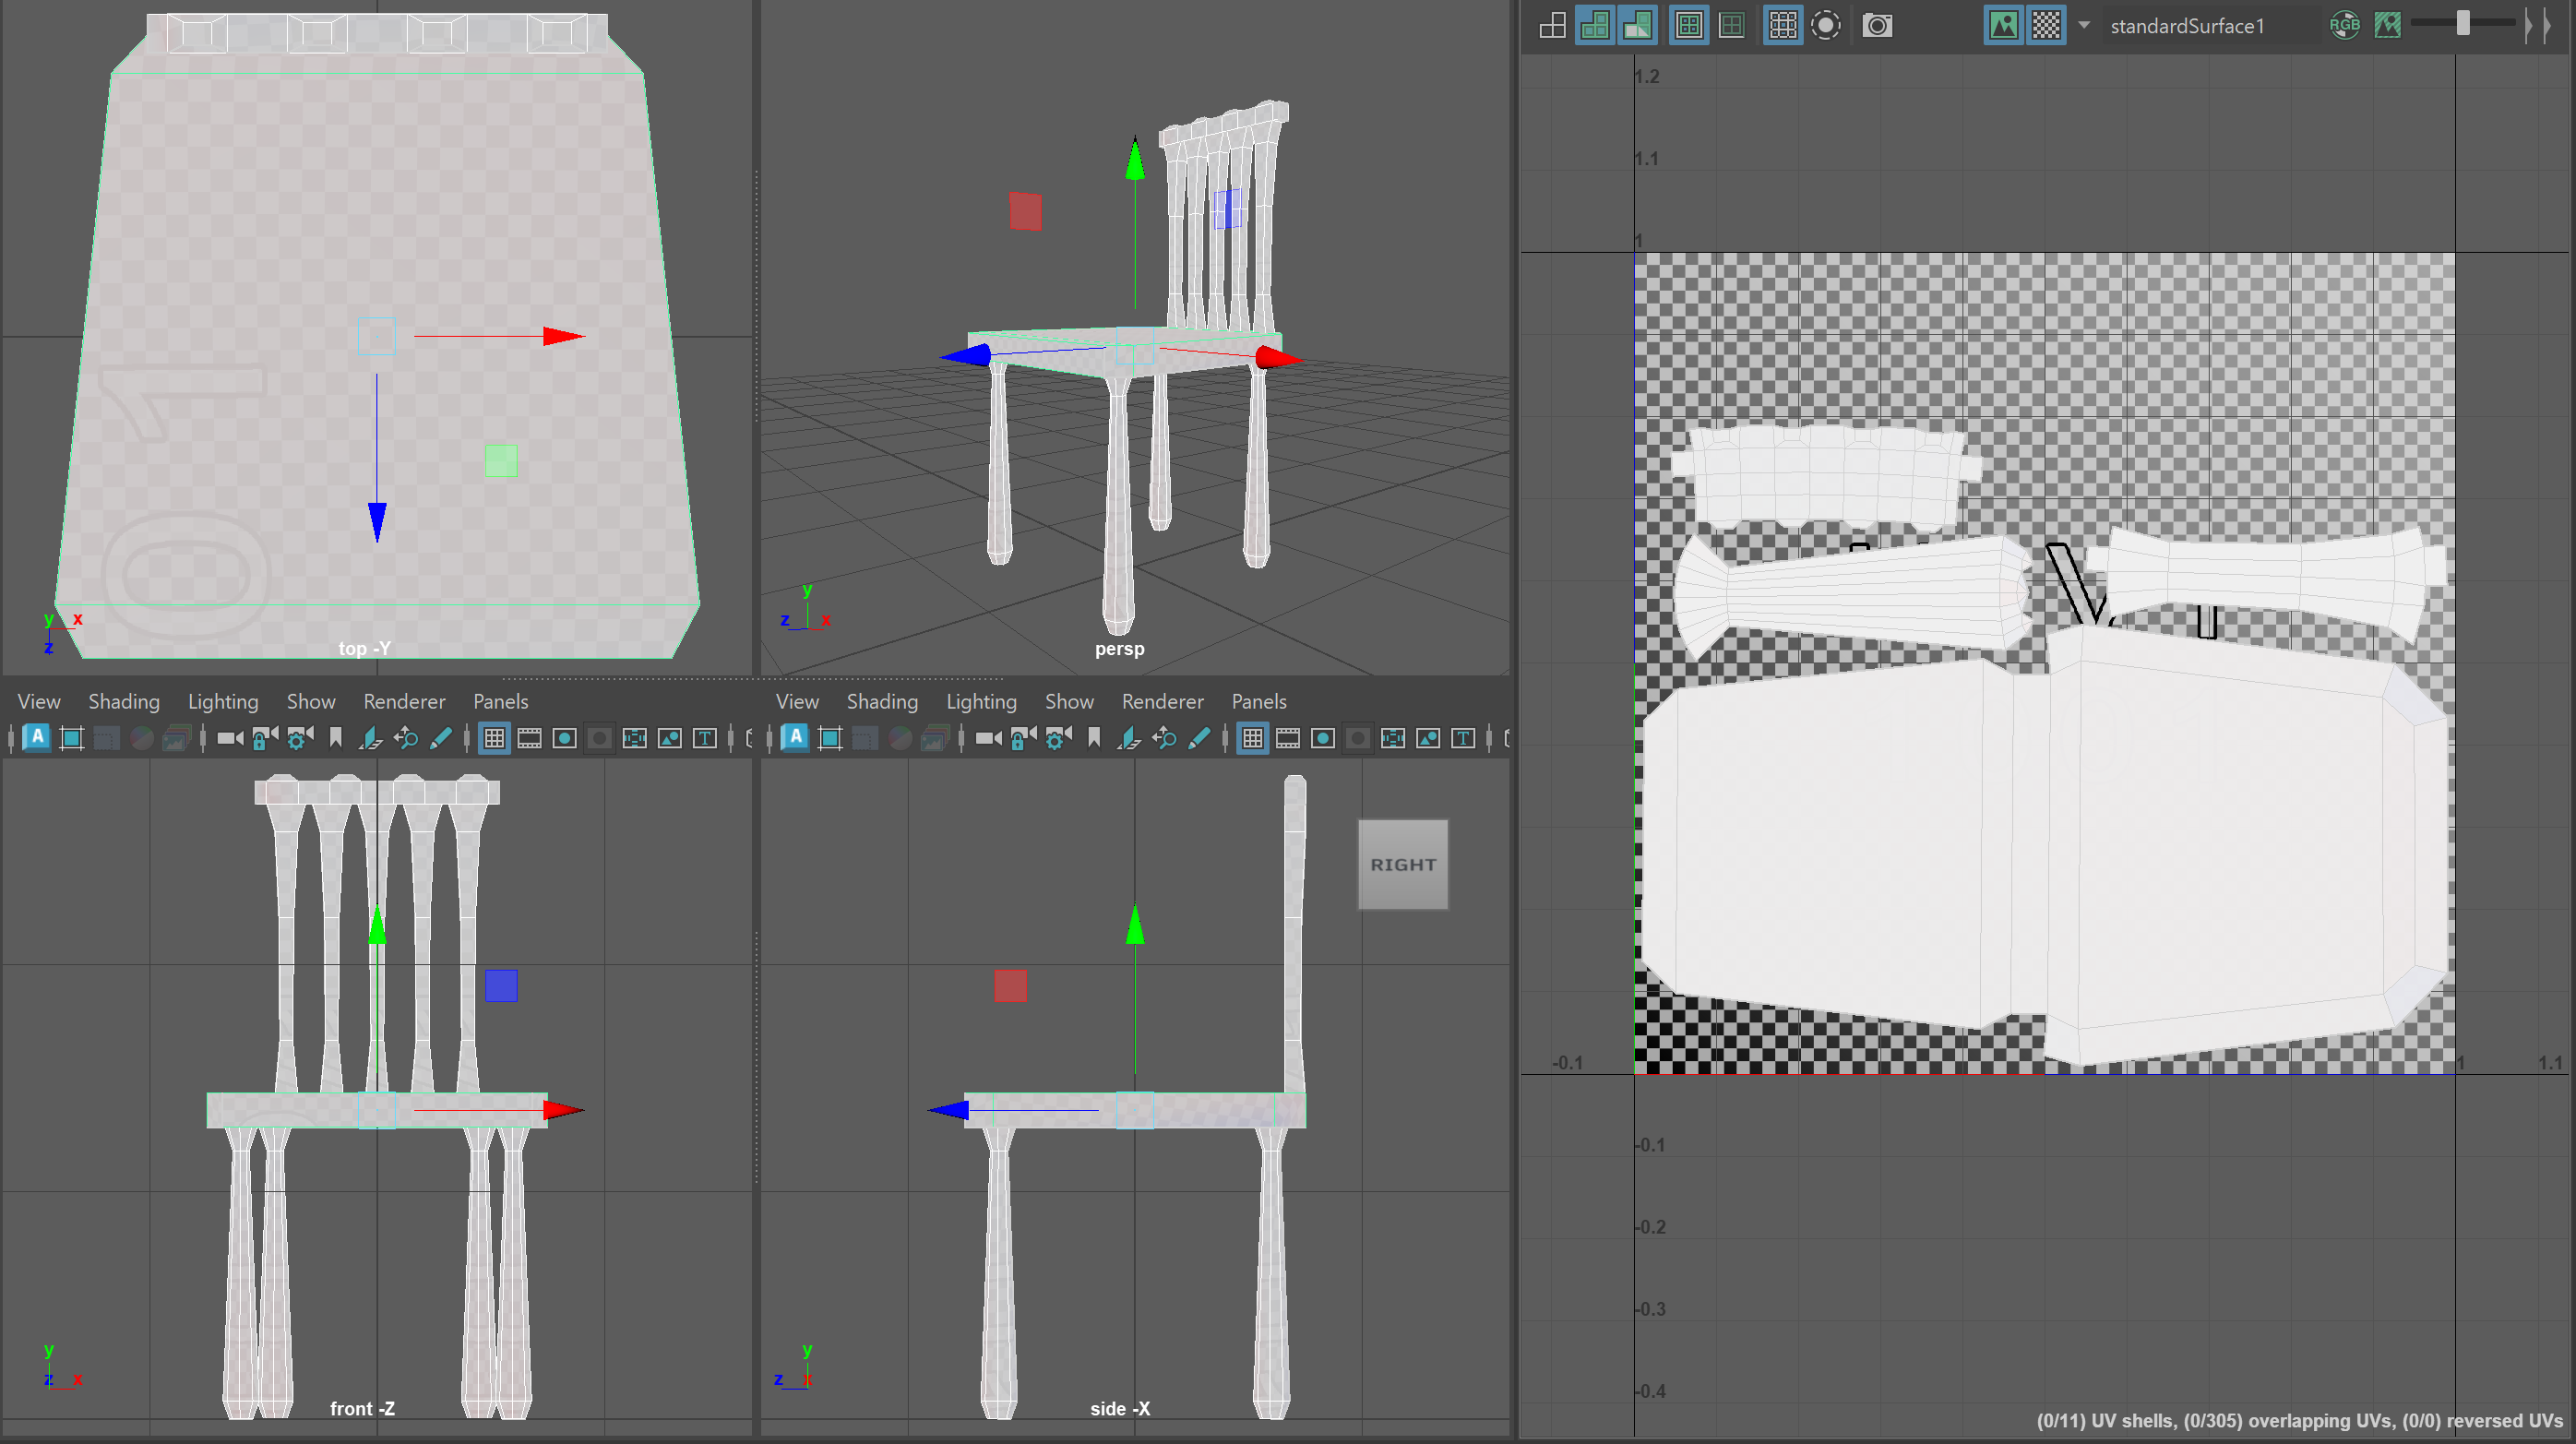 standardSurface1
RGB
1.2
1.1
1
y
x
z
top -Y
y
z
x
persp
View Shading Lighting Show Renderer Panels
View Shading Lighting Show Renderer Panels
A
T
A
T
RIGHT
10
-0.1
1
1.1
-0.1
-0.2
-0.3
-0.4
y
z
x
front -Z
y
z
x
side -X
(0/11) UV shells, (0/305) overlapping UVs, (0/0) reversed UVs